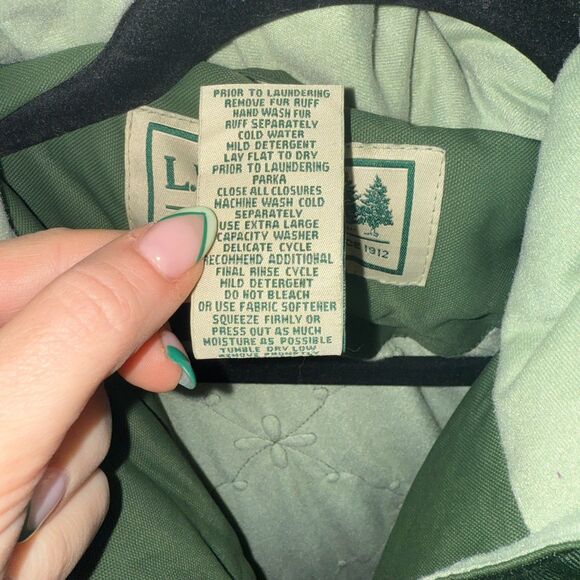 PRIOR TO LAUNDERING
REMOVE FUR RUFF
HAND WASH FUR
RUFF SEPARATELY
COLD WATER
MILD DETERGENT
LAY FLAT TO DRY
PRIOR TO LAUNDERING
PARKA
CLOSE ALL CLOSURES
MACHINE WASH COLD
SEPARATELY
USE EXTRA LARGE
CAPACITY WASHER
DELICATE CYCLE
RECOMMEND ADDITIONAL
FINAL RINSE CYCLE
MILD DETERGENT
DO NOT BLEACH
OR USE FABRIC SOFTENER
SQUEEZE FIRMLY OR
PRESS OUT AS MUCH
MOISTURE AS POSSIBLE
TUMBLE DRY LOW
REMOVE PROMPTLY
L.
1912